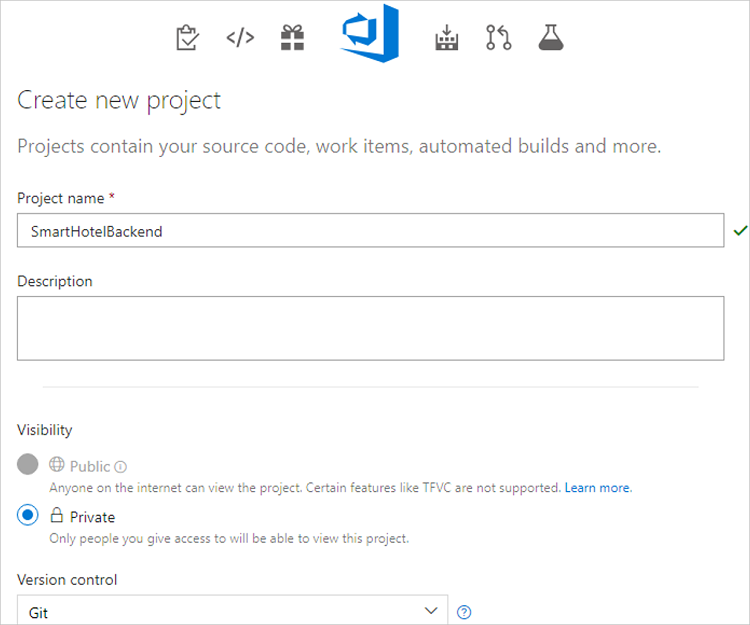 Create new project
Projects contain your source code, work items, automated builds and more.
Project name *
SmartHotelBackend
Description
Visibility
Public
Anyone on the internet can view the project. Certain features like TFVC are not supported. Learn more.
Private
Only people you give access to will be able to view this project.
Version control
Git